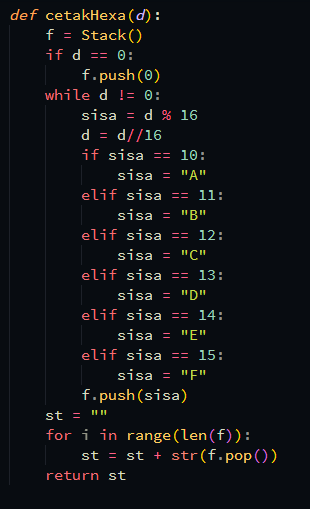 def cetakHexa(d):
    f = Stack()
    if d == 0:
        f.push(0)
    while d != 0:
        sisa = d % 16
        d = d//16
        if sisa == 10:
            sisa = "A"
        elif sisa == 11:
            sisa = "B"
        elif sisa == 12:
            sisa = "C"
        elif sisa == 13:
            sisa = "D"
        elif sisa == 14:
            sisa = "E"
        elif sisa == 15:
            sisa = "F"
        f.push(sisa)
    st = ""
    for i in range(len(f)):
        st = st + str(f.pop())
    return st